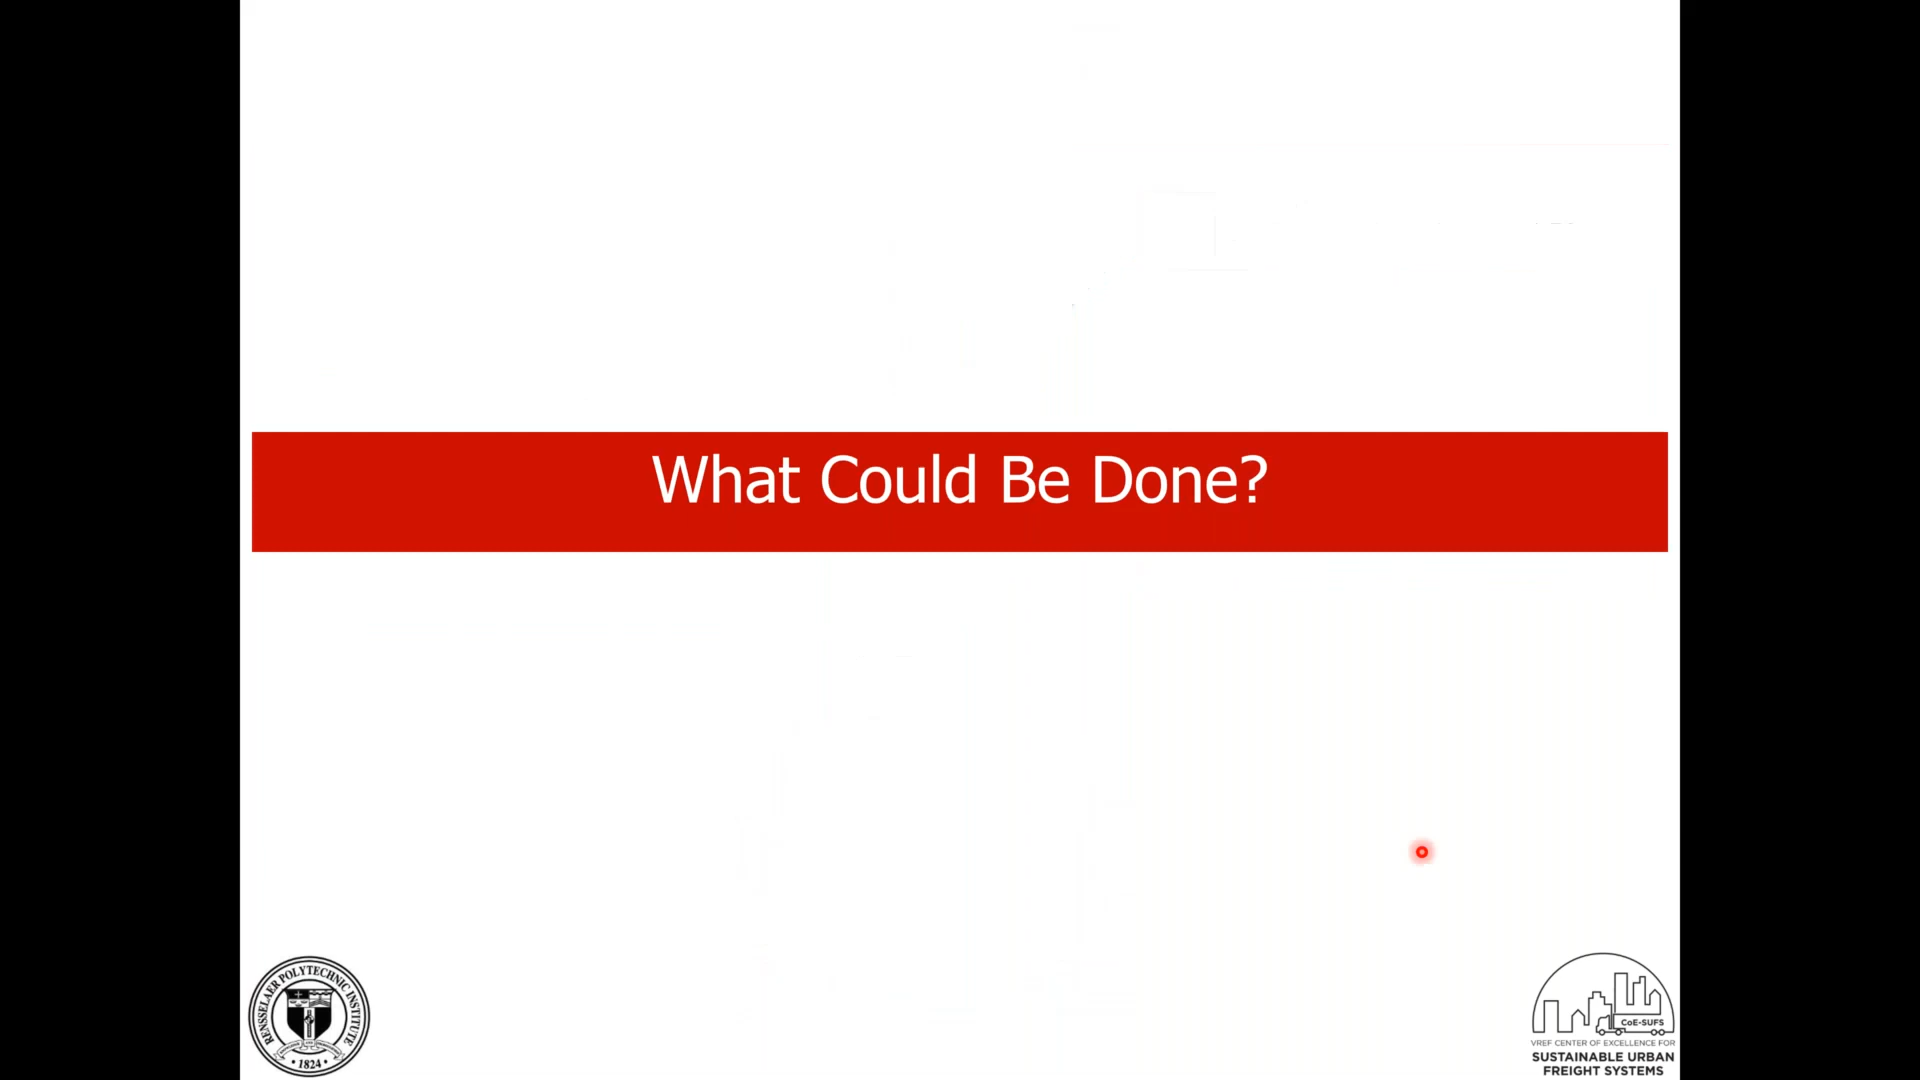 What Could Be Done?
RENSSELAER POLYTECHNIC INSTITUTE
• 1824 •
CoE-SUFS
VREF CENTER OF EXCELLENCE FOR
SUSTAINABLE URBAN
FREIGHT SYSTEMS